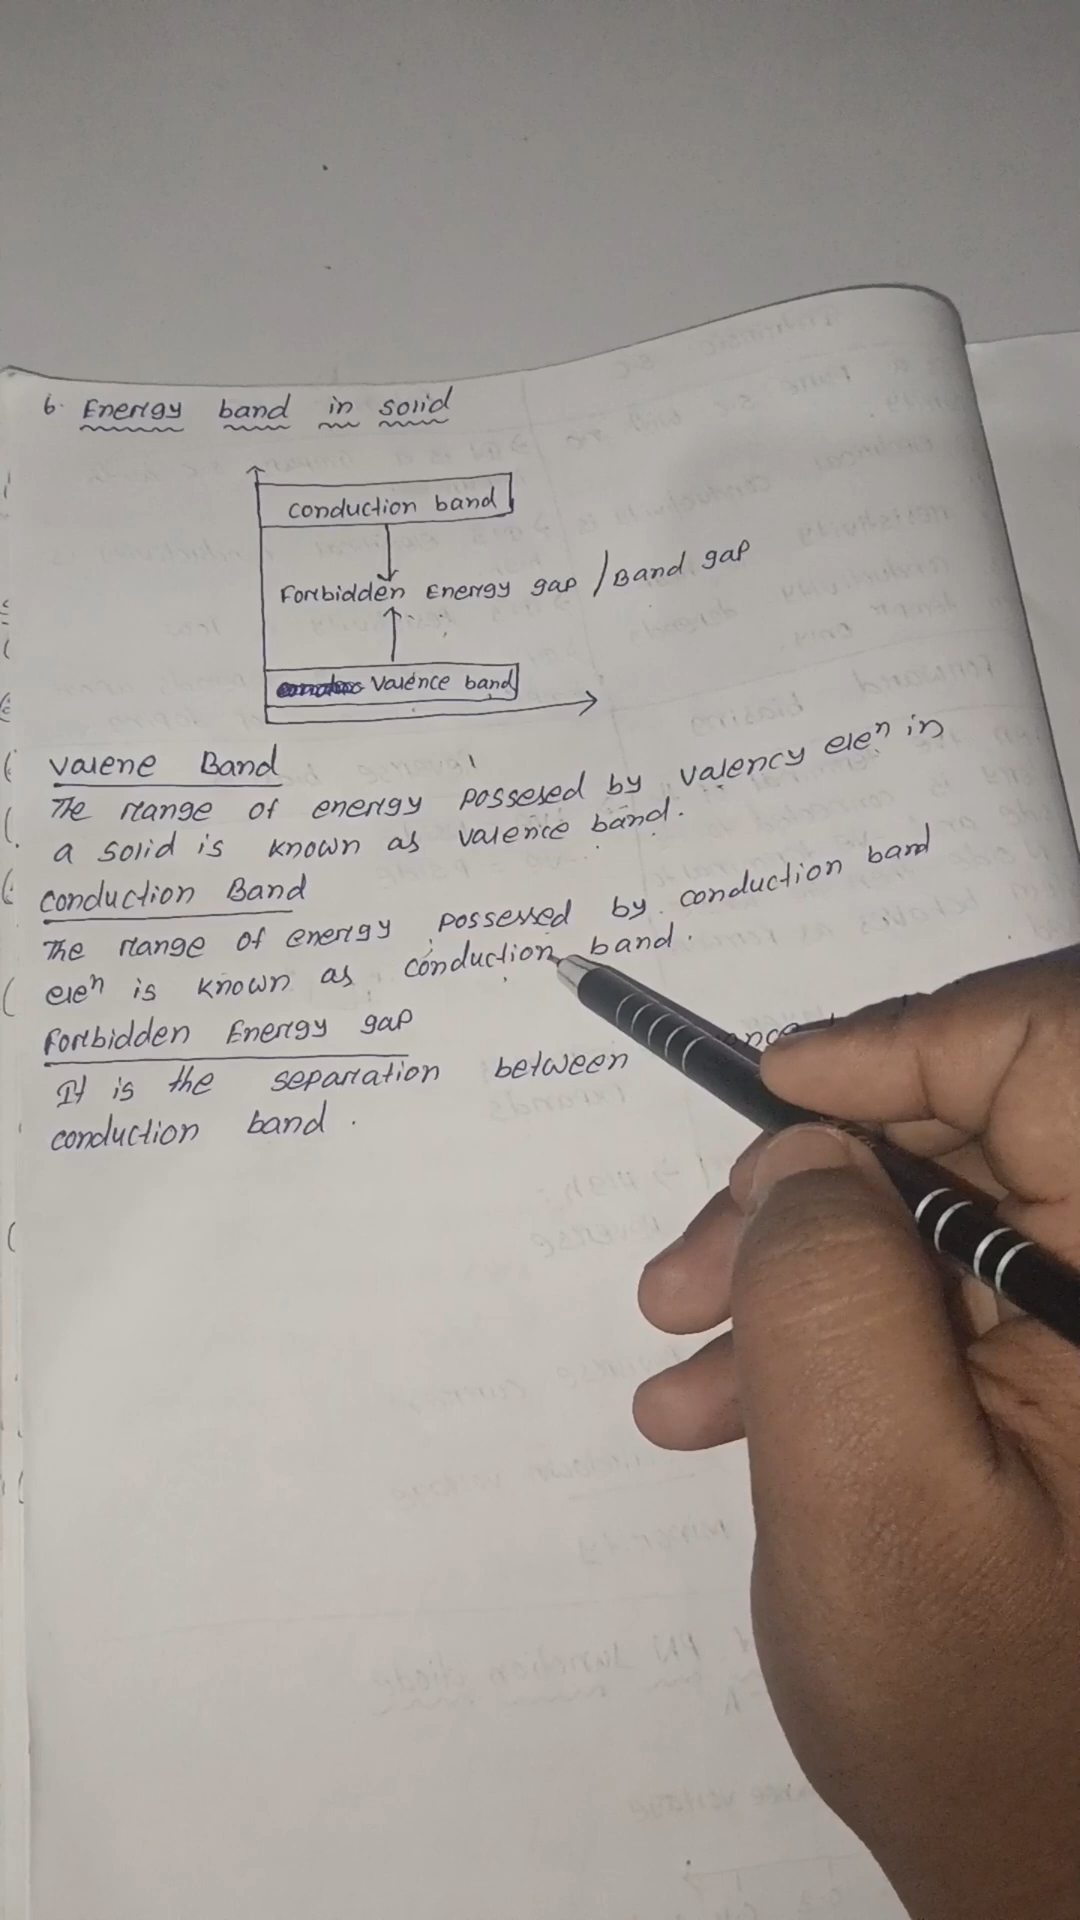 6. Energy band in solid
conduction band
Forbidden Energy gap / Band gap
Valence band
Valene Band
The range of energy possesed by valency eleⁿ in
a solid is known as valence band.
Conduction Band
The range of energy possessed by conduction band
eleⁿ is known as conduction band.
Forbidden Energy gap
It is the separation between
conduction band.